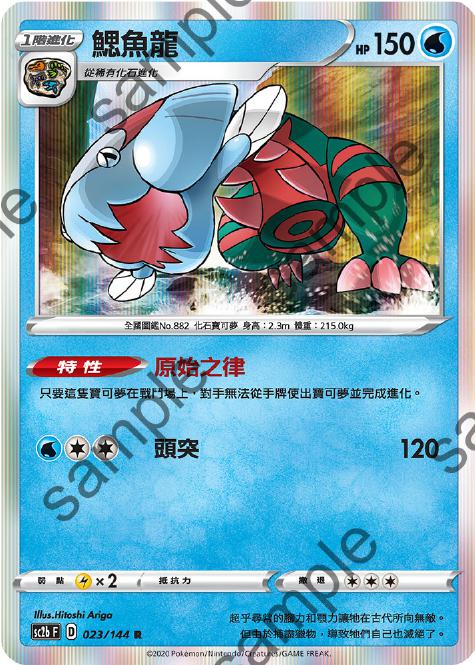 1階進化 鰓魚龍 HP 150
從稀有化石進化
全國圖鑑No.882 化石寶可夢 身高：2.3m 體重：215.0kg
特性 原始之律
只要這隻寶可夢在戰鬥場上，對手無法從手牌使出寶可夢並完成進化。
頭突 120
弱點 ×2 抵抗力 撤退
Illus.Hitoshi Ariga
sc2b F D 023/144 R
超乎尋常的臉力和顎力讓牠在古代所向無敵。
但由於捕盡獵物，導致牠們自己也滅絕了。
©2020 Pokémon/Nintendo/Creatures/GAME FREAK.
sample
sample
sample
sample
sample
sample